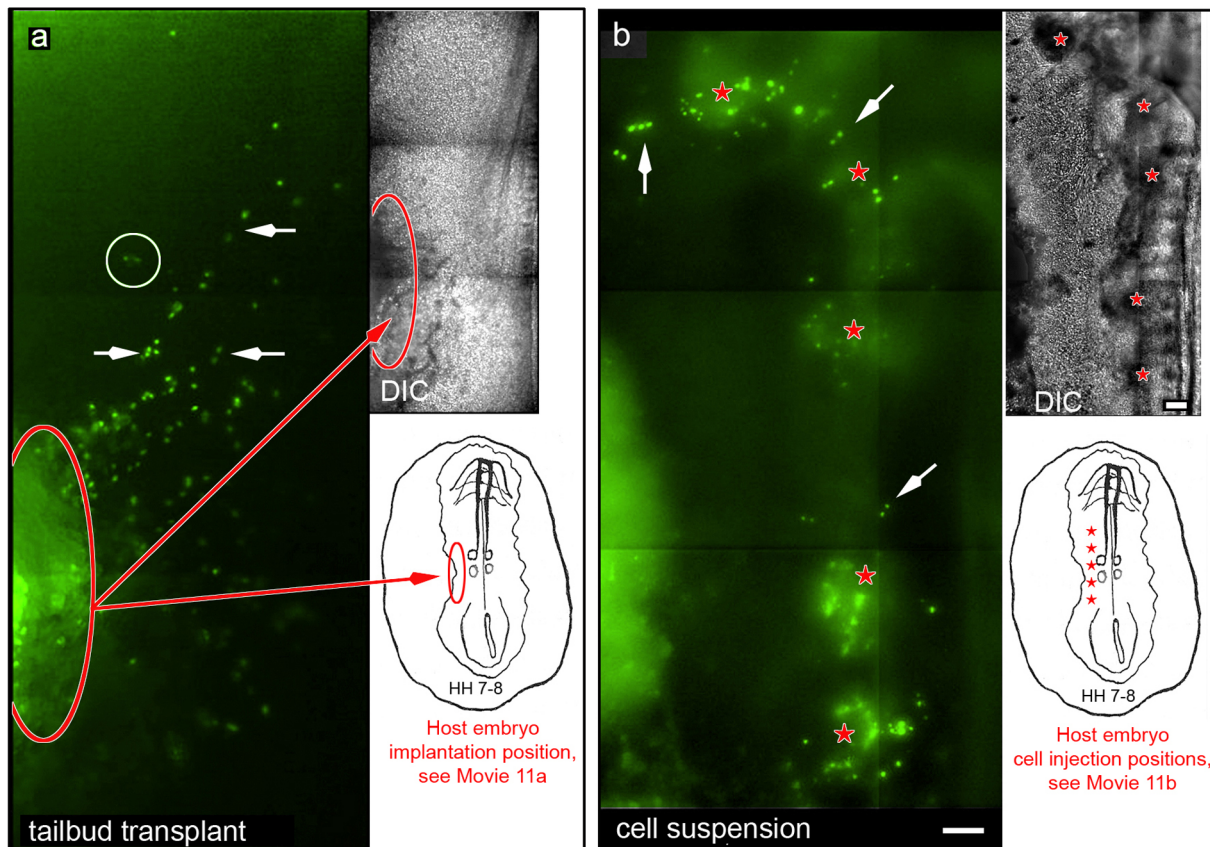 a
DIC
HH 7-8
Host embryo
implantation position,
see Movie 11a
tailbud transplant
b
DIC
HH 7-8
Host embryo
cell injection positions,
see Movie 11b
cell suspension